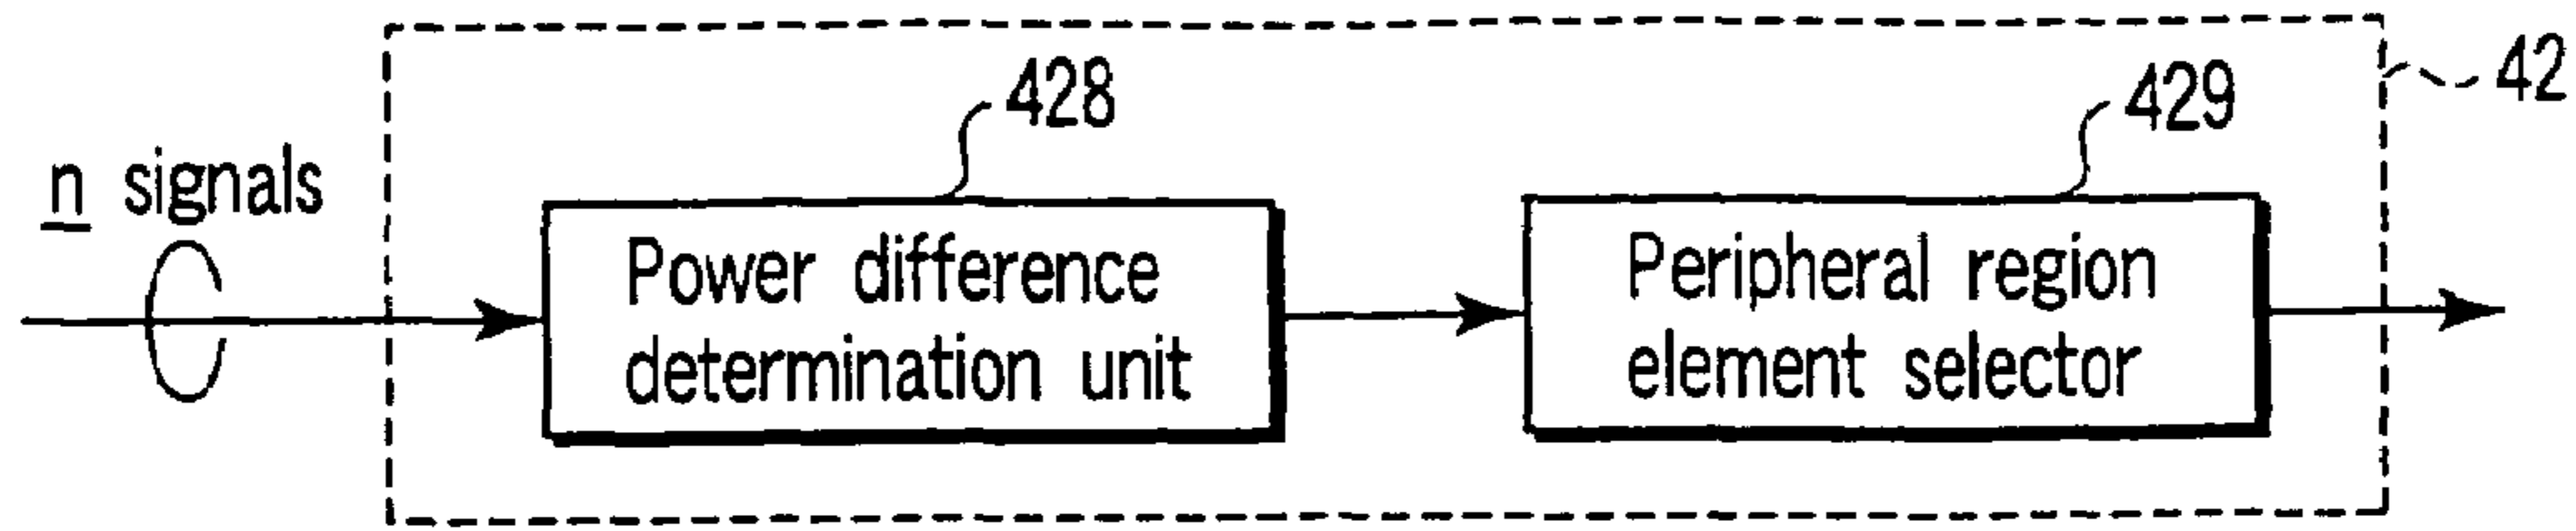 42
428
429
n signals
Power difference
determination unit
Peripheral region
element selector